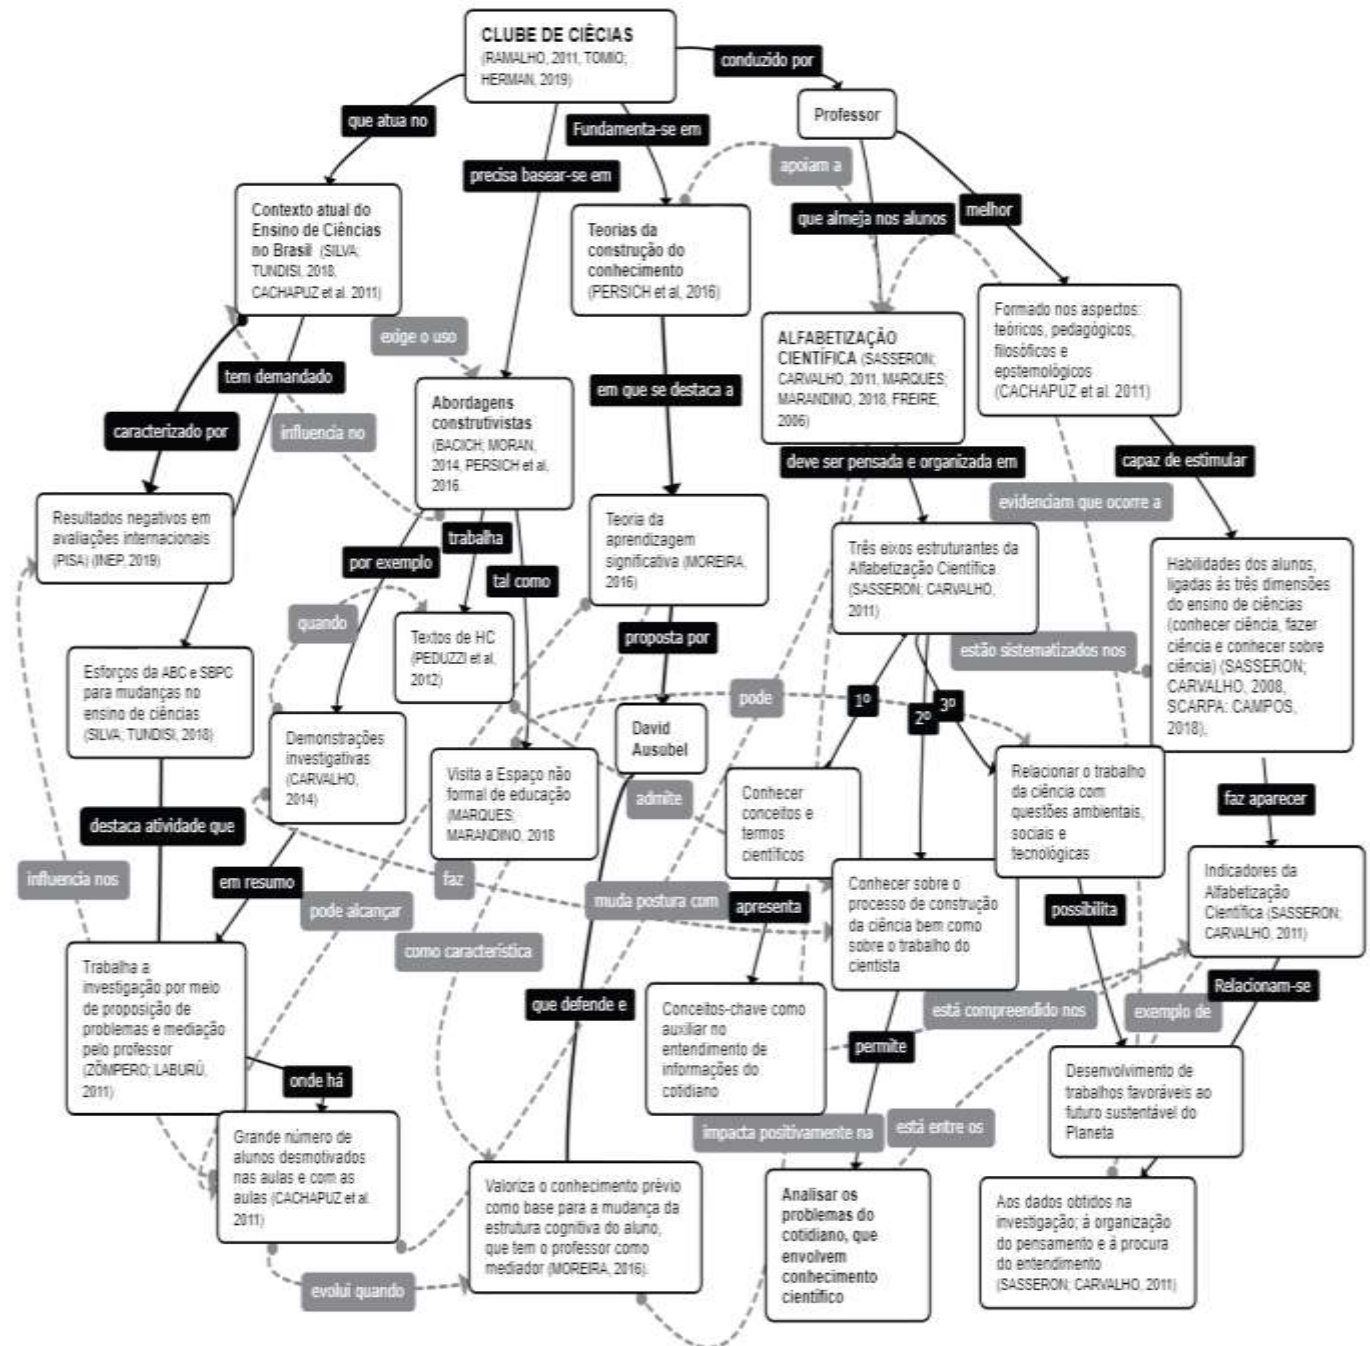 CLUBE DE CIÊCIAS
(RAMALHO, 2011, TOMIO;
HERMAN, 2019)
conduzido por
Professor
que atua no
Fundamenta-se em
precisa basear-se em
apoiam a
que almeja nos alunos
melhor
Contexto atual do
Ensino de Ciências
no Brasil (SILVA;
TUNDISI, 2018,
CACHAPUZ et al. 2011)
Teorias da
construção do
conhecimento
(PERSICH et al, 2016)
Formado nos aspectos:
teóricos, pedagógicos,
filosóficos e
epstemológicos
(CACHAPUZ et al. 2011)
exige o uso
ALFABETIZAÇÃO
CIENTÍFICA (SASSERON;
CARVALHO, 2011, MARQUES;
MARANDINO, 2018, FREIRE,
2006)
tem demandado
em que se destaca a
Abordagens
construtivistas
(BACICH; MORAN,
2014, PERSICH et al,
2016.
caracterizado por
influencia no
deve ser pensada e organizada em
capaz de estimular
evidenciam que ocorre a
Resultados negativos em
avaliações internacionais
(PISA) (INEP, 2019)
Teoria da
aprendizagem
significativa (MOREIRA,
2016)
trabalha
por exemplo
tal como
Três eixos estruturantes da
Alfabetização Científica
(SASSERON; CARVALHO,
2011)
Habilidades dos alunos,
ligadas ás três dimensões
do ensino de ciências
(conhecer ciência, fazer
ciência e conhecer sobre
ciência) (SASSERON;
CARVALHO, 2008,
SCARPA: CAMPOS,
2018),
quando
Textos de HC
(PEDUZZI et al,
2012)
proposta por
estão sistematizados nos
Esforços da ABC e SBPC
para mudanças no
ensino de ciências
(SILVA; TUNDISI, 2018)
pode
1º
2º
3º
Demonstrações
investigativas
(CARVALHO,
2014)
David
Ausubel
Visita a Espaço não
formal de educação
(MARQUES;
MARANDINO, 2018
admite
Conhecer
conceitos e
termos
científicos
Relacionar o trabalho
da ciência com
questões ambientais,
sociais e
tecnológicas
faz aparecer
destaca atividade que
influencia nos
em resumo
faz
pode alcançar
muda postura com
apresenta
Conhecer sobre o
processo de construção
da ciência bem como
sobre o trabalho do
cientista
possibilita
Indicadores da
Alfabetização
Científica (SASSERON;
CARVALHO, 2011)
como característica
Trabalha a
investigação por meio
de proposição de
problemas e mediação
pelo professor
(ZÔMPERO; LABURÚ,
2011)
que defende e
Conceitos-chave como
auxiliar no
entendimento de
informações do
cotidiano
está compreendido nos
exemplo de
Relacionam-se
permite
onde há
Desenvolvimento de
trabalhos favoráveis ao
futuro sustentável do
Planeta
Grande número de
alunos desmotivados
nas aulas e com as
aulas (CACHAPUZ et al.
2011)
impacta positivamente na
está entre os
Valoriza o conhecimento prévio
como base para a mudança da
estrutura cognitiva do aluno,
que tem o professor como
mediador (MOREIRA, 2016).
Analisar os
problemas do
cotidiano, que
envolvem
conhecimento
científico
Aos dados obtidos na
investigação; á organização
do pensamento e á procura
do entendimento
(SASSERON; CARVALHO, 2011)
evolui quando